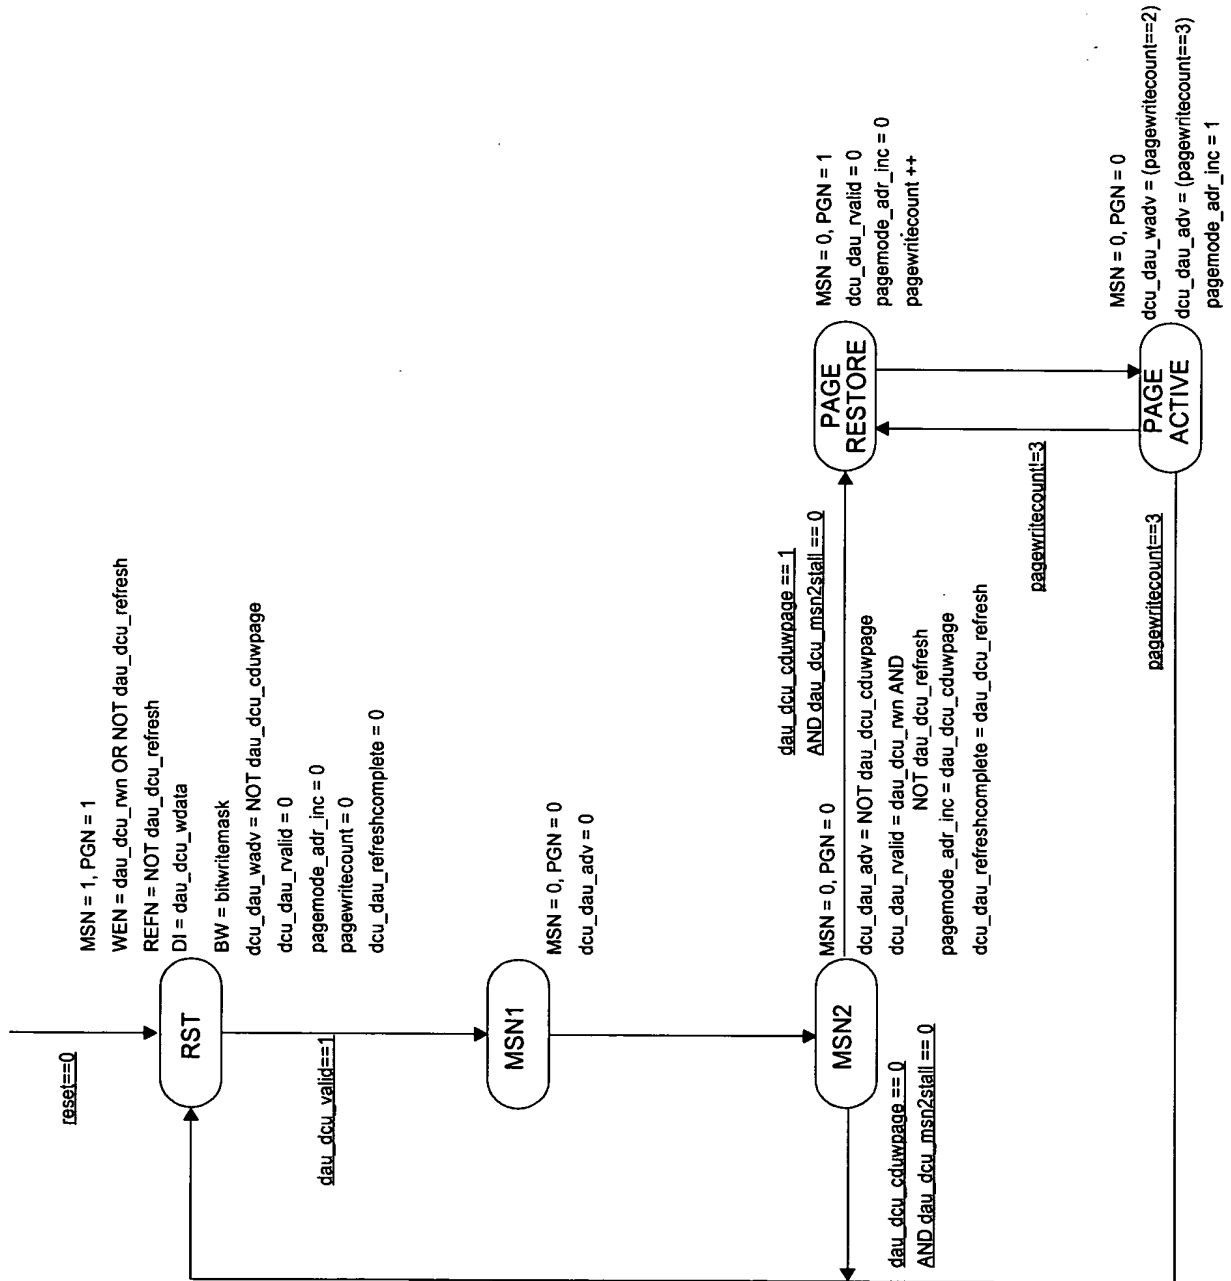 reset==0
RST
MSN = 1, PGN = 1
WEN = dau_dcu_rwn OR NOT dau_dcu_refresh
REFN = NOT dau_dcu_refresh
DI = dau_dcu_wdata
BW = bitwritemask
dcu_dau_wadv = NOT dau_dcu_cduwpage
dcu_dau_rvalid = 0
pagemode_adr_inc = 0
pagewritecount = 0
dcu_dau_refreshcomplete = 0
dau_dcu_valid==1
MSN1
MSN = 0, PGN = 0
dcu_dau_adv = 0
MSN2
MSN = 0, PGN = 0
dcu_dau_adv = NOT dau_dcu_cduwpage
dcu_dau_rvalid = dau_dcu_rwn AND
NOT dau_dcu_refresh
pagemode_adr_inc = dau_dcu_cduwpage
dcu_dau_refreshcomplete = dau_dcu_refresh
dau_dcu_cduwpage == 0
AND dau_dcu_msn2stall == 0
dau_dcu_cduwpage == 1
AND dau_dcu_msn2stall == 0
PAGE
RESTORE
MSN = 0, PGN = 1
dcu_dau_rvalid = 0
pagemode_adr_inc = 0
pagewritecount ++
pagewritecount!=3
pagewritecount==3
PAGE
ACTIVE
MSN = 0, PGN = 0
dcu_dau_wadv = (pagewritecount==2)
dcu_dau_adv = (pagewritecount==3)
pagemode_adr_inc = 1